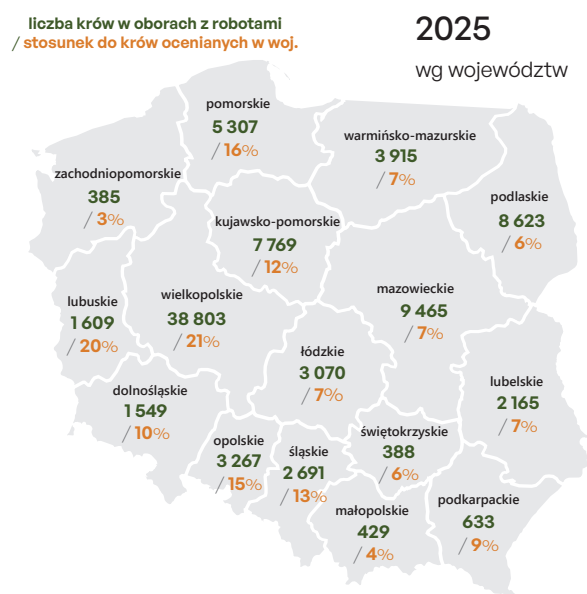 liczba krów w oborach z robotami
/ stosunek do krów ocenianych w woj.
2025
wg województw
pomorskie
5 307
/ 16%
warmińsko-mazurskie
3 915
/ 7%
zachodniopomorskie
385
/ 3%
podlaskie
8 623
/ 6%
kujawsko-pomorskie
7 769
/ 12%
mazowieckie
9 465
/ 7%
lubuskie
1 609
/ 20%
wielkopolskie
38 803
/ 21%
łódzkie
3 070
/ 7%
lubelskie
2 165
/ 7%
dolnośląskie
1 549
/ 10%
opolskie
3 267
/ 15%
śląskie
2 691
/ 13%
świętokrzyskie
388
/ 6%
małopolskie
429
/ 4%
podkarpackie
633
/ 9%